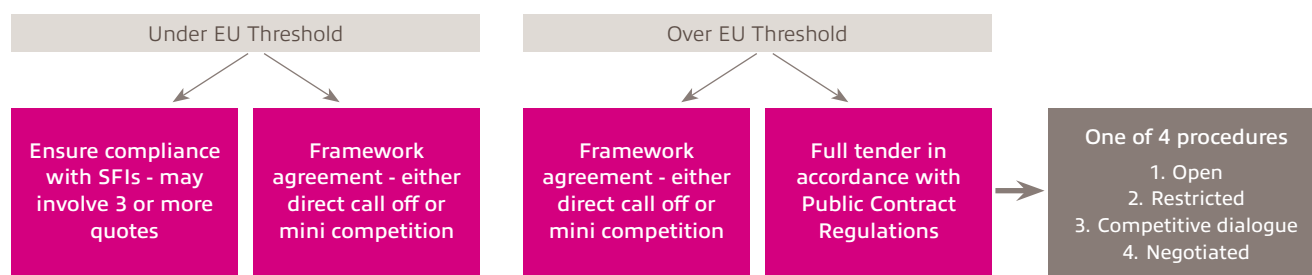 Under EU Threshold
Over EU Threshold
Ensure compliance
with SFIs - may
involve 3 or more
quotes
Framework
agreement - either
direct call off or
mini competition
Framework
agreement - either
direct call off or
mini competition
Full tender in
accordance with
Public Contract
Regulations
One of 4 procedures
1. Open
2. Restricted
3. Competitive dialogue
4. Negotiated